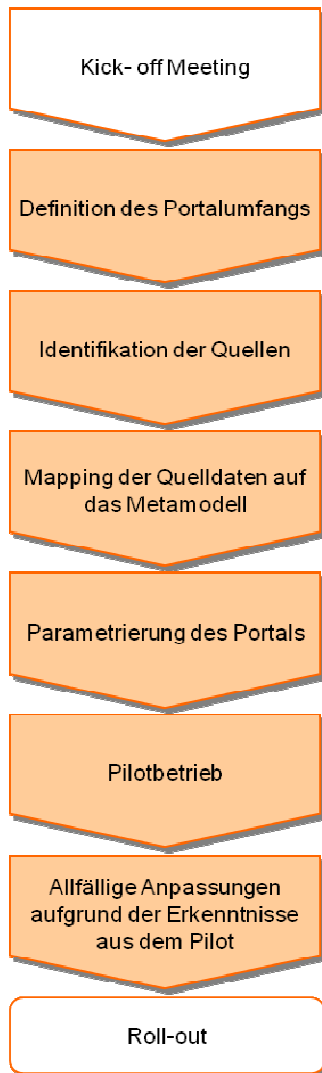 Kick- off Meeting
Definition des Portalumfangs
Identifikation der Quellen
Mapping der Quelldaten auf
das Metamodell
Parametrierung des Portals
Pilotbetrieb
Allfällige Anpassungen
aufgrund der Erkenntnisse
aus dem Pilot
Roll-out